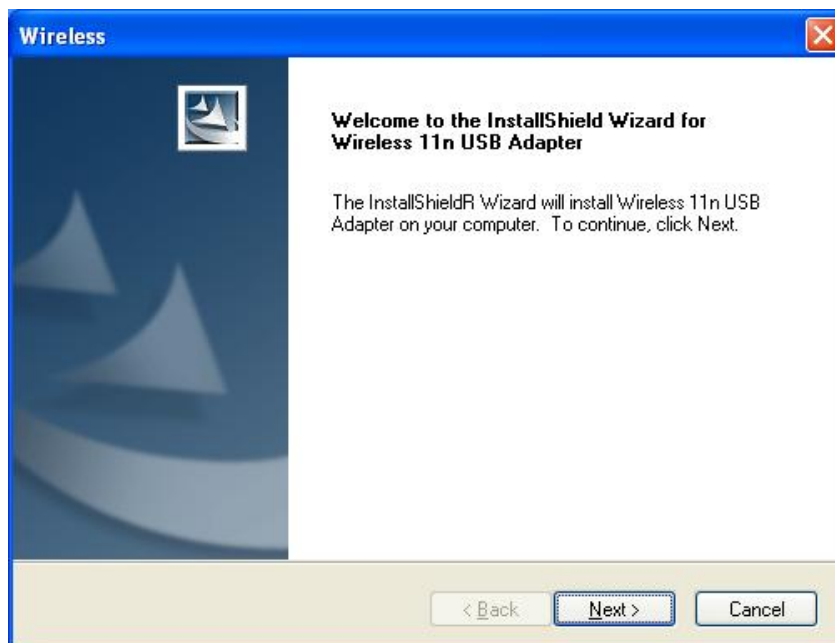 Wireless
Welcome to the InstallShield Wizard for
Wireless 11n USB Adapter
The InstallShieldR Wizard will install Wireless 11n USB
Adapter on your computer.  To continue, click Next.
< Back
Next >
Cancel